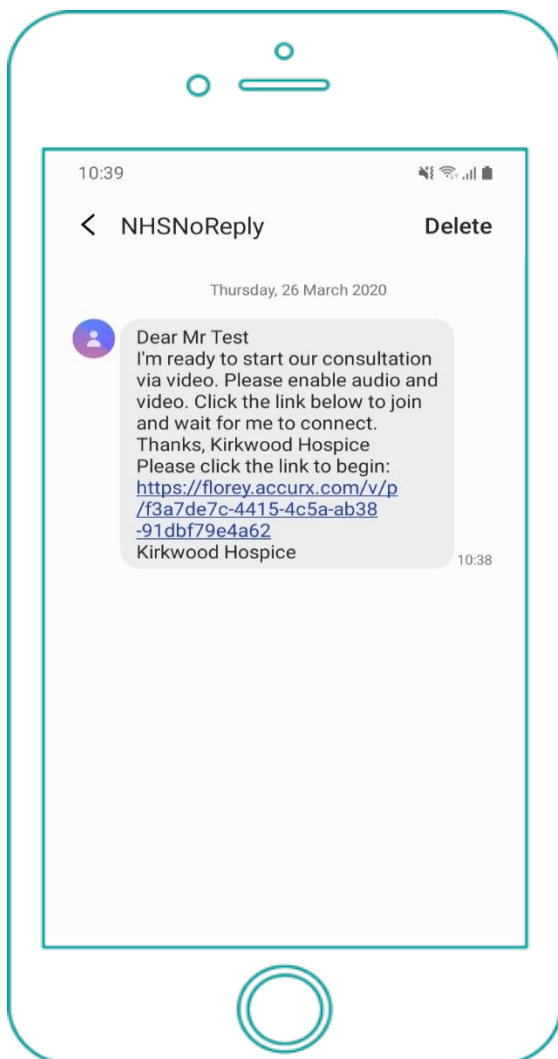 10:39
NHSNoReply Delete
Thursday, 26 March 2020
Dear Mr Test
I'm ready to start our consultation
via video. Please enable audio and
video. Click the link below to join
and wait for me to connect.
Thanks, Kirkwood Hospice
Please click the link to begin:
https://florey.accurx.com/v/p
/f3a7de7c-4415-4c5a-ab38
-91dbf79e4a62
Kirkwood Hospice
10:38